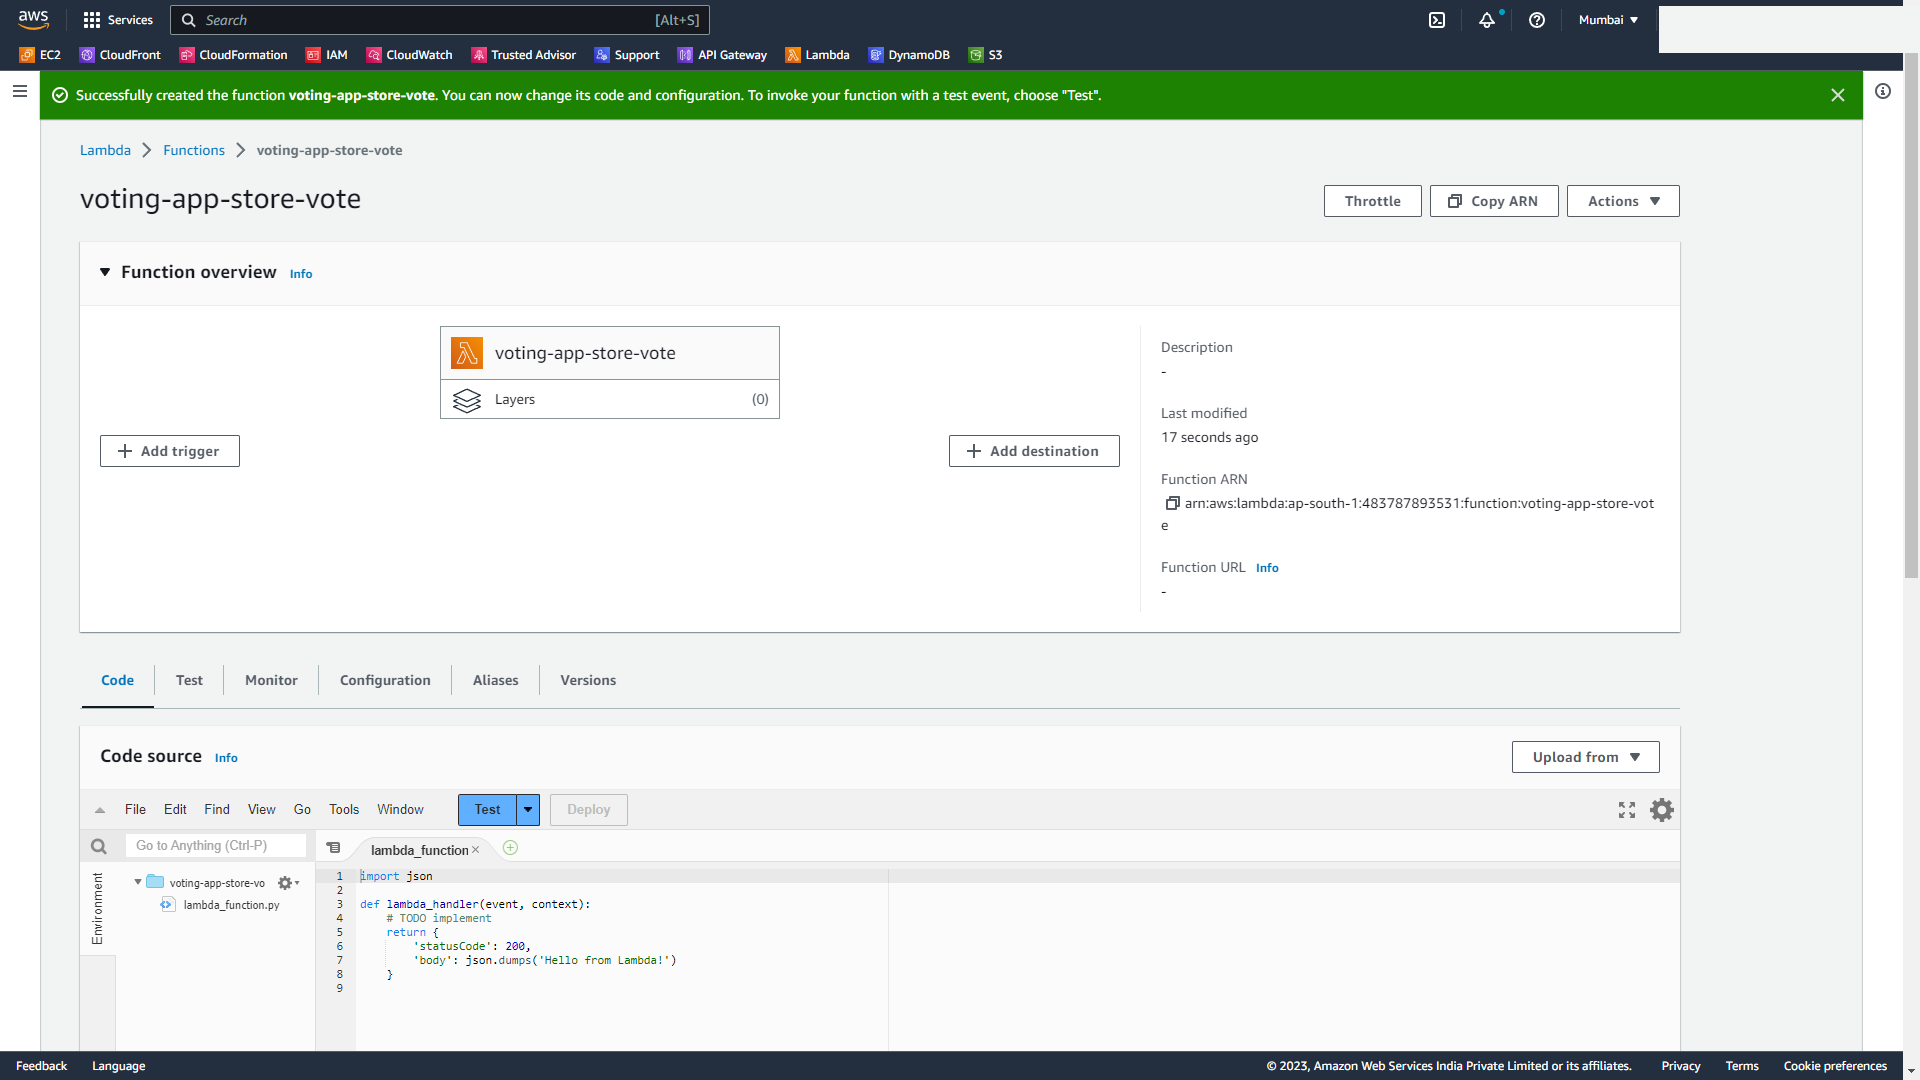 aws Services Search [Alt+S] Mumbai
EC2 CloudFront CloudFormation IAM CloudWatch Trusted Advisor Support API Gateway Lambda DynamoDB S3
Successfully created the function voting-app-store-vote. You can now change its code and configuration. To invoke your function with a test event, choose "Test".
Lambda Functions voting-app-store-vote
voting-app-store-vote
Throttle Copy ARN Actions
Function overview Info
voting-app-store-vote
Layers (0)
Add trigger
Add destination
Description
-
Last modified
17 seconds ago
Function ARN
arn:aws:lambda:ap-south-1:483787893531:function:voting-app-store-vot
e
Function URL Info
-
Code Test Monitor Configuration Aliases Versions
Code source Info
Upload from
File Edit Find View Go Tools Window Test Deploy
Go to Anything (Ctrl-P)
lambda_function
Environment
voting-app-store-vo
lambda_function.py
1 import json
2
3 def lambda_handler(event, context):
4 # TODO implement
5 return {
6 'statusCode': 200,
7 'body': json.dumps('Hello from Lambda!')
8 }
9
Feedback Language © 2023, Amazon Web Services India Private Limited or its affiliates. Privacy Terms Cookie preferences